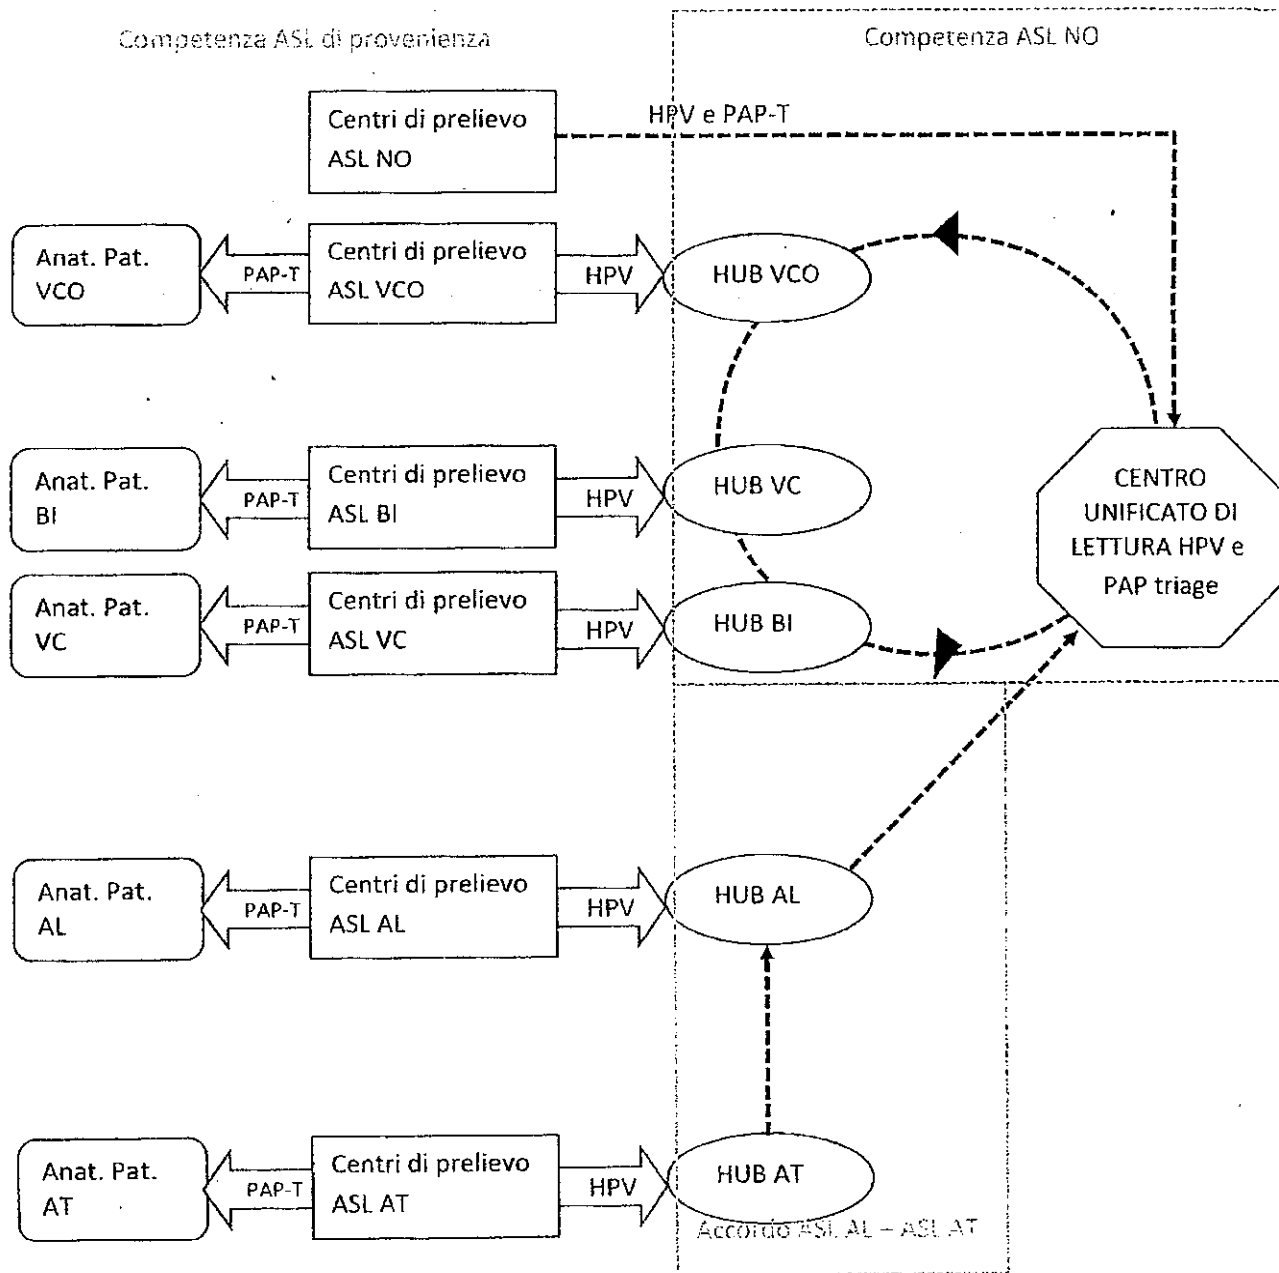 Competenza ASL di provenienza
Competenza ASL NO
Centri di prelievo
ASL NO
HPV e PAP-T
Anat. Pat.
VCO
PAP-T
Centri di prelievo
ASL VCO
HPV
HUB VCO
Anat. Pat.
BI
PAP-T
Centri di prelievo
ASL BI
HPV
HUB VC
CENTRO
UNIFICATO DI
LETTURA HPV e
PAP triage
Anat. Pat.
VC
PAP-T
Centri di prelievo
ASL VC
HPV
HUB BI
Anat. Pat.
AL
PAP-T
Centri di prelievo
ASL AL
HPV
HUB AL
Anat. Pat.
AT
PAP-T
Centri di prelievo
ASL AT
HPV
HUB AT
Accordo ASL AL – ASL AT